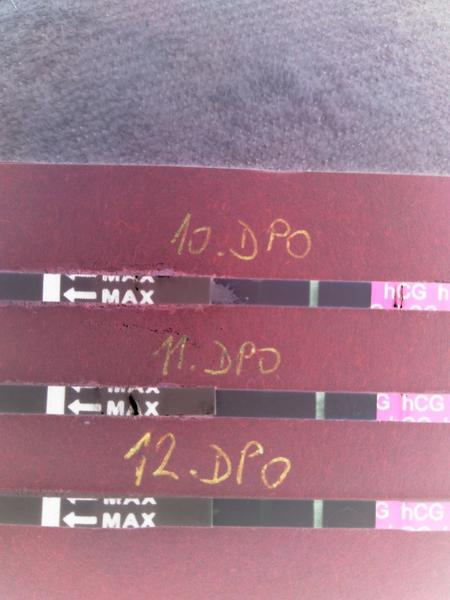 10.DPO
MAX
← MAX hCG h
11.DPO
MAX
← MAX G hCG
12.DPO
MAX
← MAX G hCG